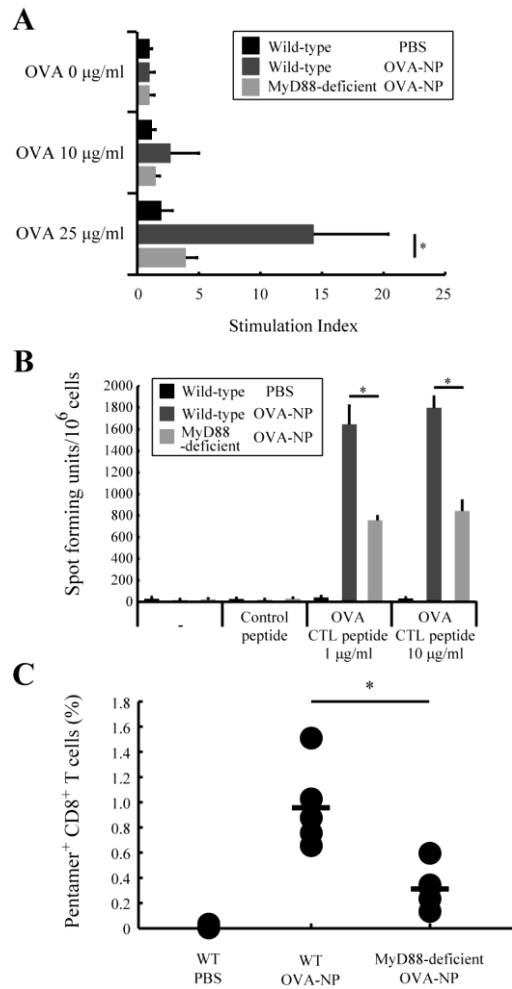 A
Wild-type PBS
Wild-type OVA-NP
MyD88-deficient OVA-NP
OVA 0 µg/ml
OVA 10 µg/ml
OVA 25 µg/ml
*
0 5 10 15 20 25
Stimulation Index
B
Wild-type PBS
Wild-type OVA-NP
MyD88
-deficient OVA-NP
Spot forming units/10⁶ cells
2000
1800
1600
1400
1200
1000
800
600
400
200
0
* *
-
Control
peptide
OVA
CTL peptide
1 µg/ml
OVA
CTL peptide
10 µg/ml
C
Pentamer⁺ CD8⁺ T cells (%)
1.8
1.6
1.4
1.2
1.0
0.8
0.6
0.4
0.2
0
*
WT
PBS
WT
OVA-NP
MyD88-deficient
OVA-NP